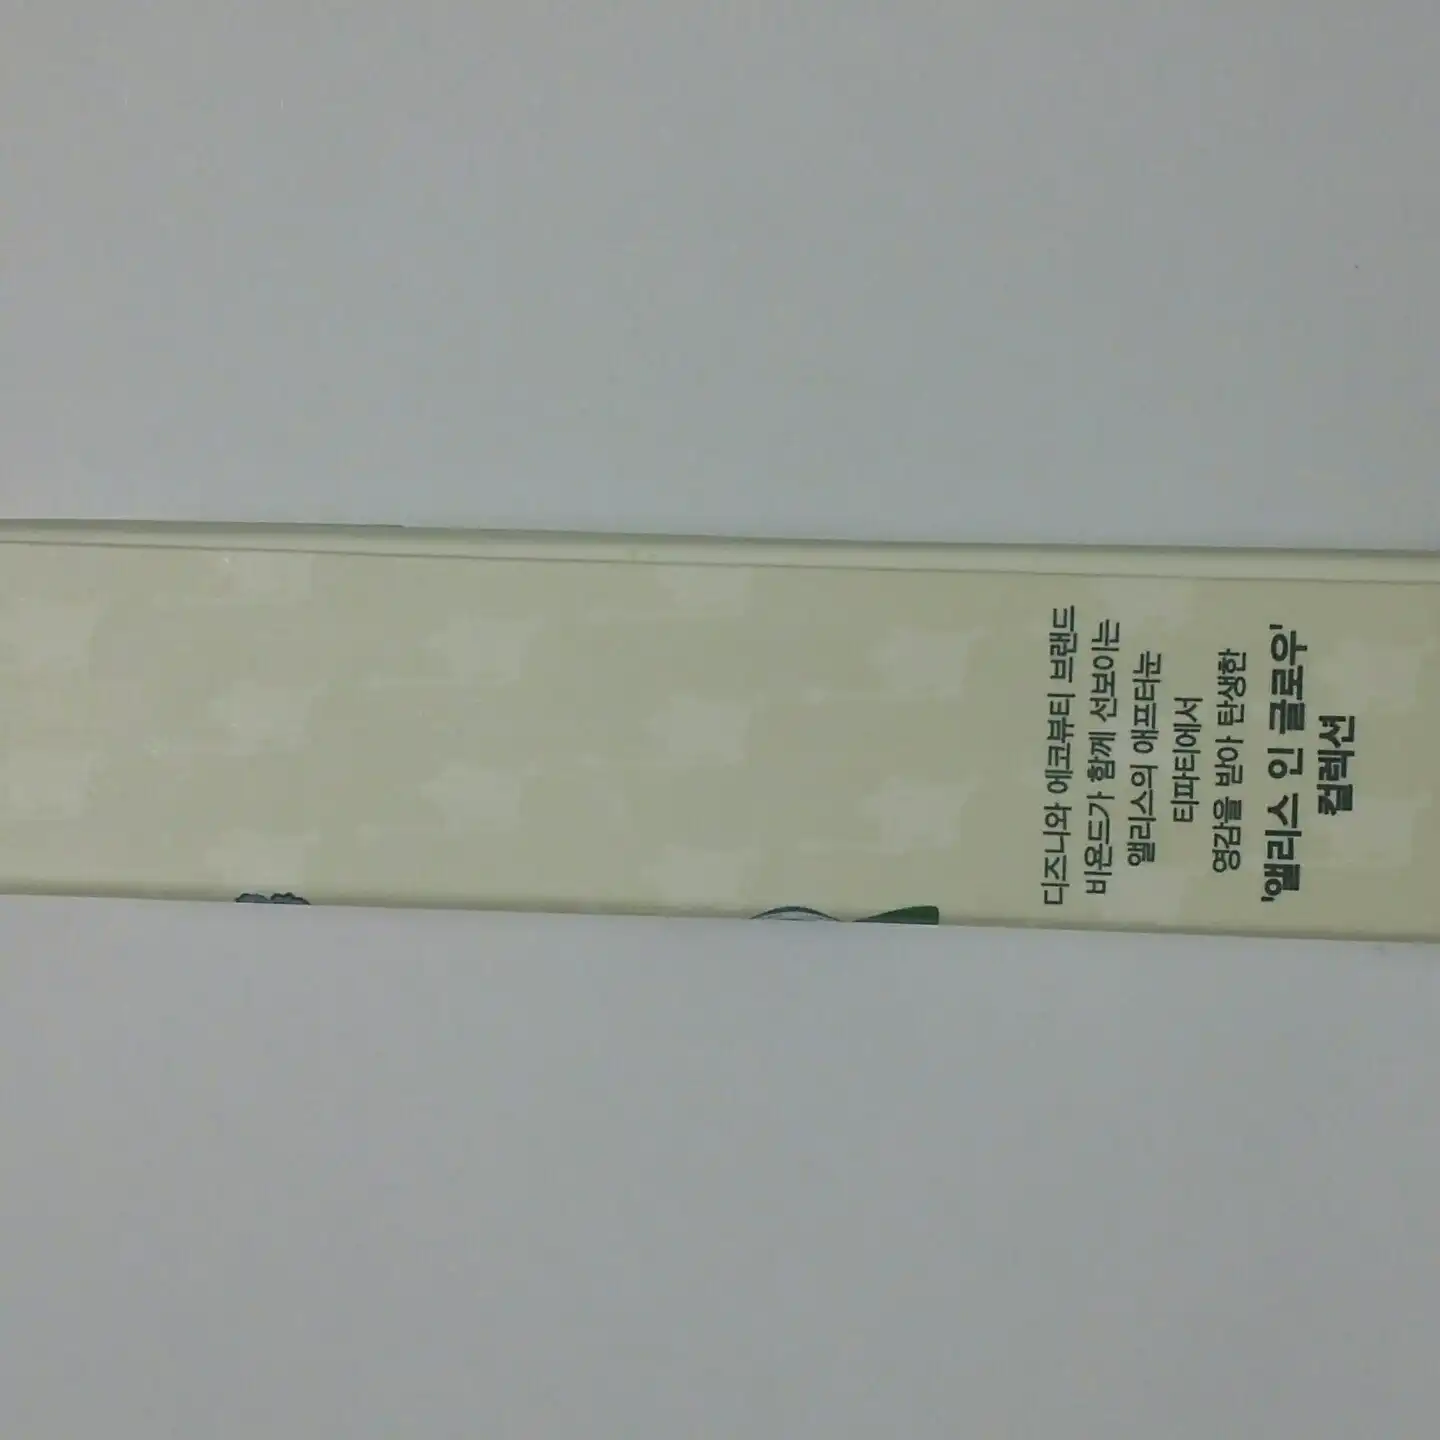 디즈니와 에코뷰티 브랜드
비욘드가 함께 선보이는
앨리스의 애프터눈
티파티에서
영감을 받아 탄생한
'앨리스 인 글로우'
컬렉션